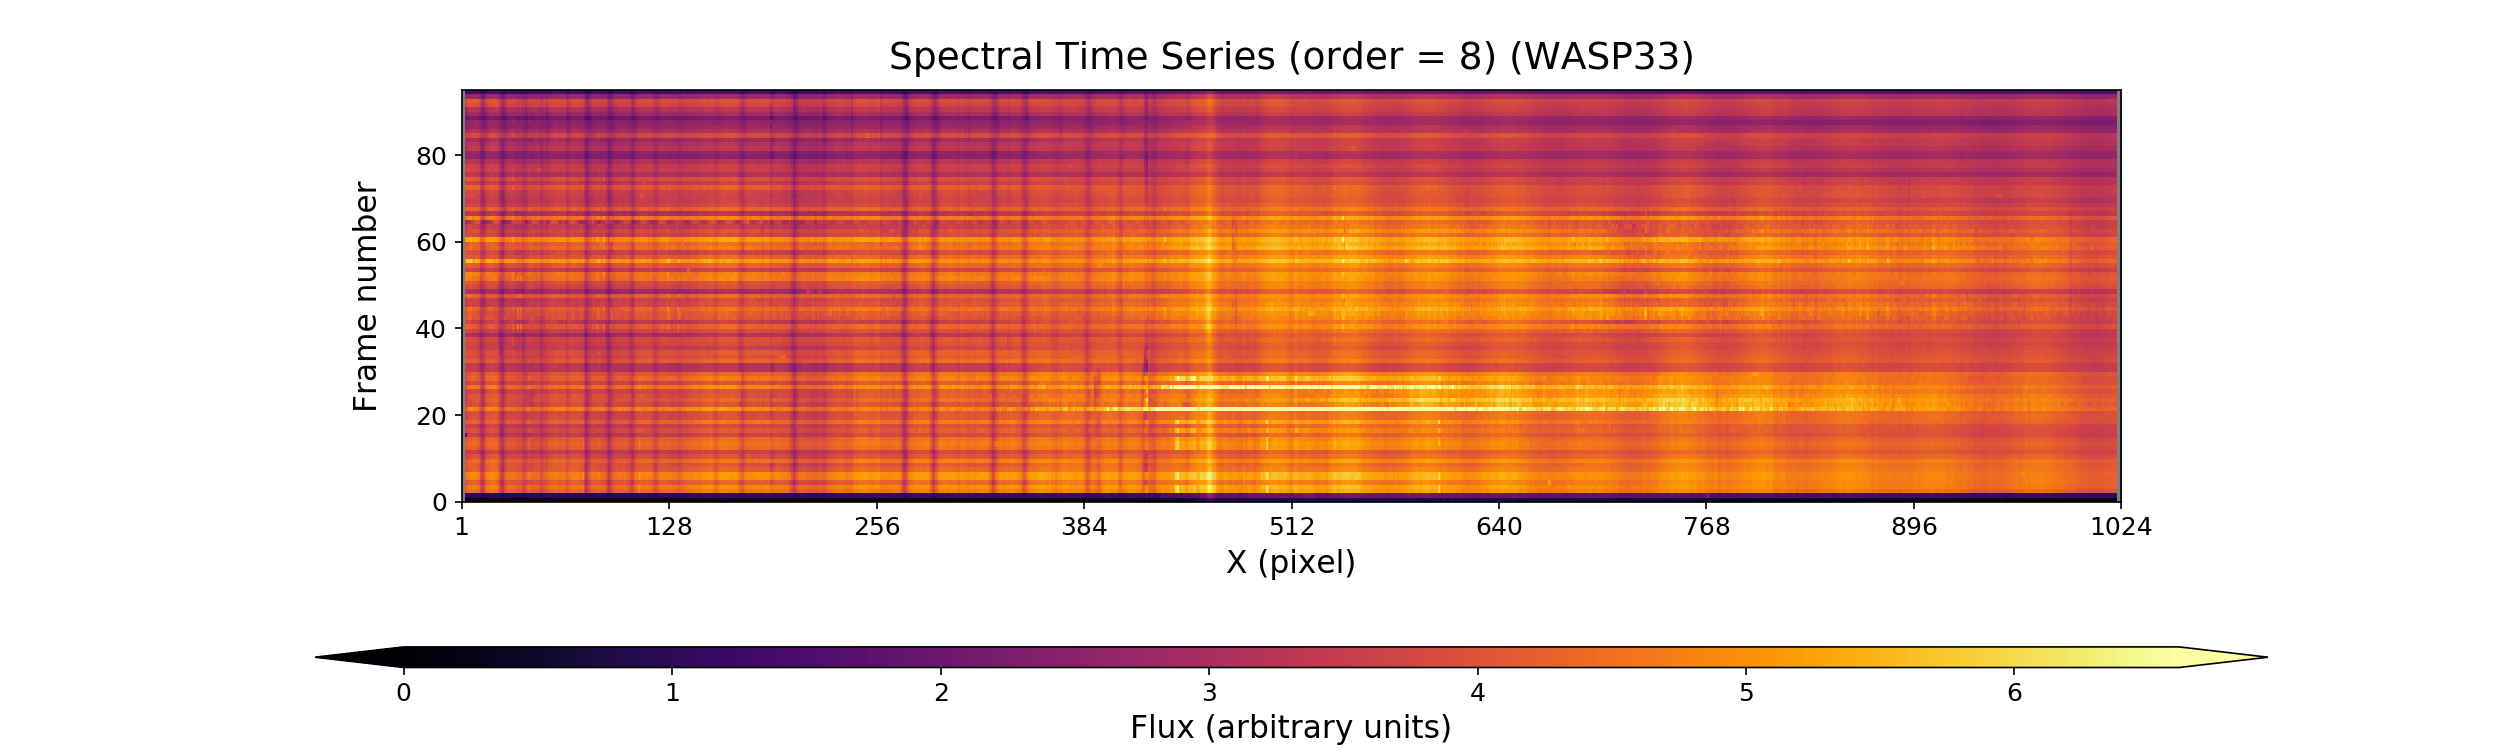 Spectral Time Series (order = 8) (WASP33)
Frame number
80
60
40
20
0
1 128 256 384 512 640 768 896 1024
X (pixel)
0 1 2 3 4 5 6
Flux (arbitrary units)